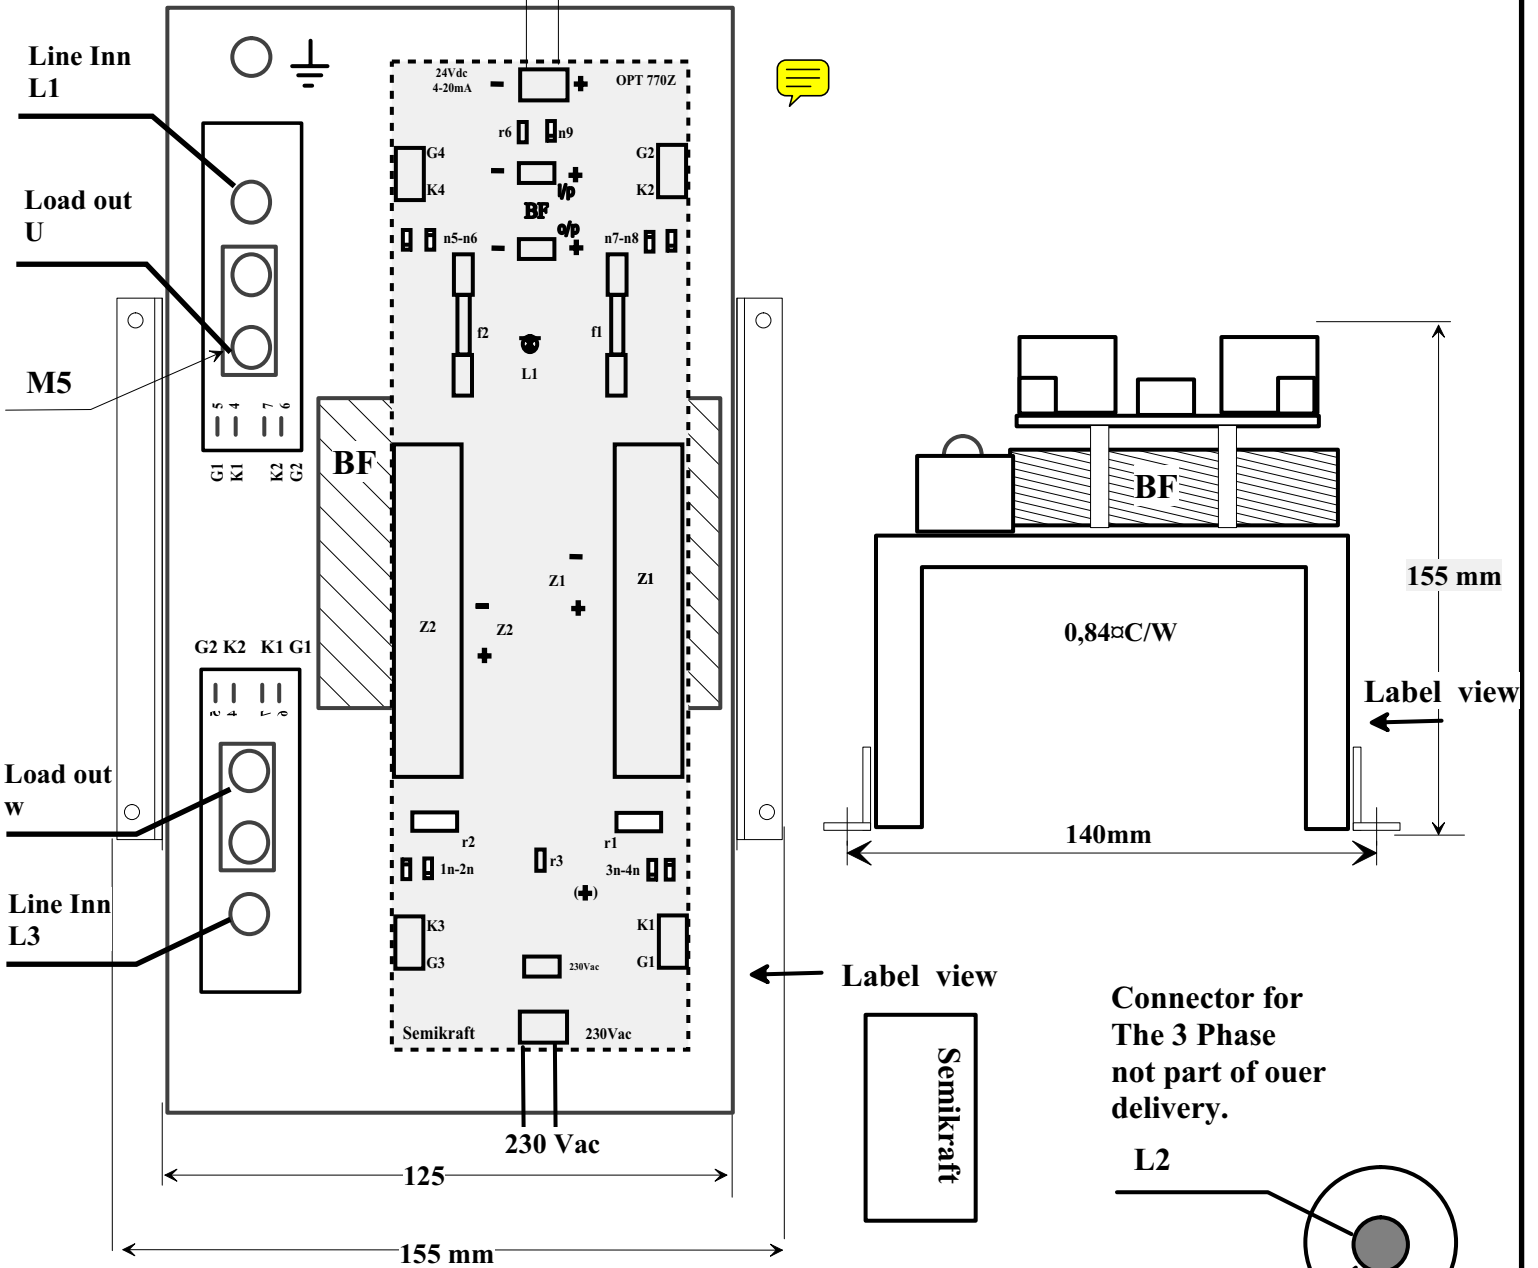 Line Inn
L1
Load out
U
M5
5 4 7 6
G1 K1 K2 G2
BF
24Vdc
4-20mA
- +
OPT 770Z
r6 n9
G4
K4
G2
K2
- +
I/p
BF
o/p
- +
n5-n6
n7-n8
f2
f1
L1
Z2
Z1
-
Z1
+
-
Z2
+
G2 K2 K1 G1
Load out
w
Line Inn
L3
r2
r1
1n-2n
r3
3n-4n
(+)
K3
G3
K1
G1
230Vac
Semikraft
230Vac
230 Vac
125
155 mm
BF
0,84¤C/W
155 mm
Label view
140mm
Label view
Semikraft
Connector for
The 3 Phase
not part of ouer
delivery.
L2